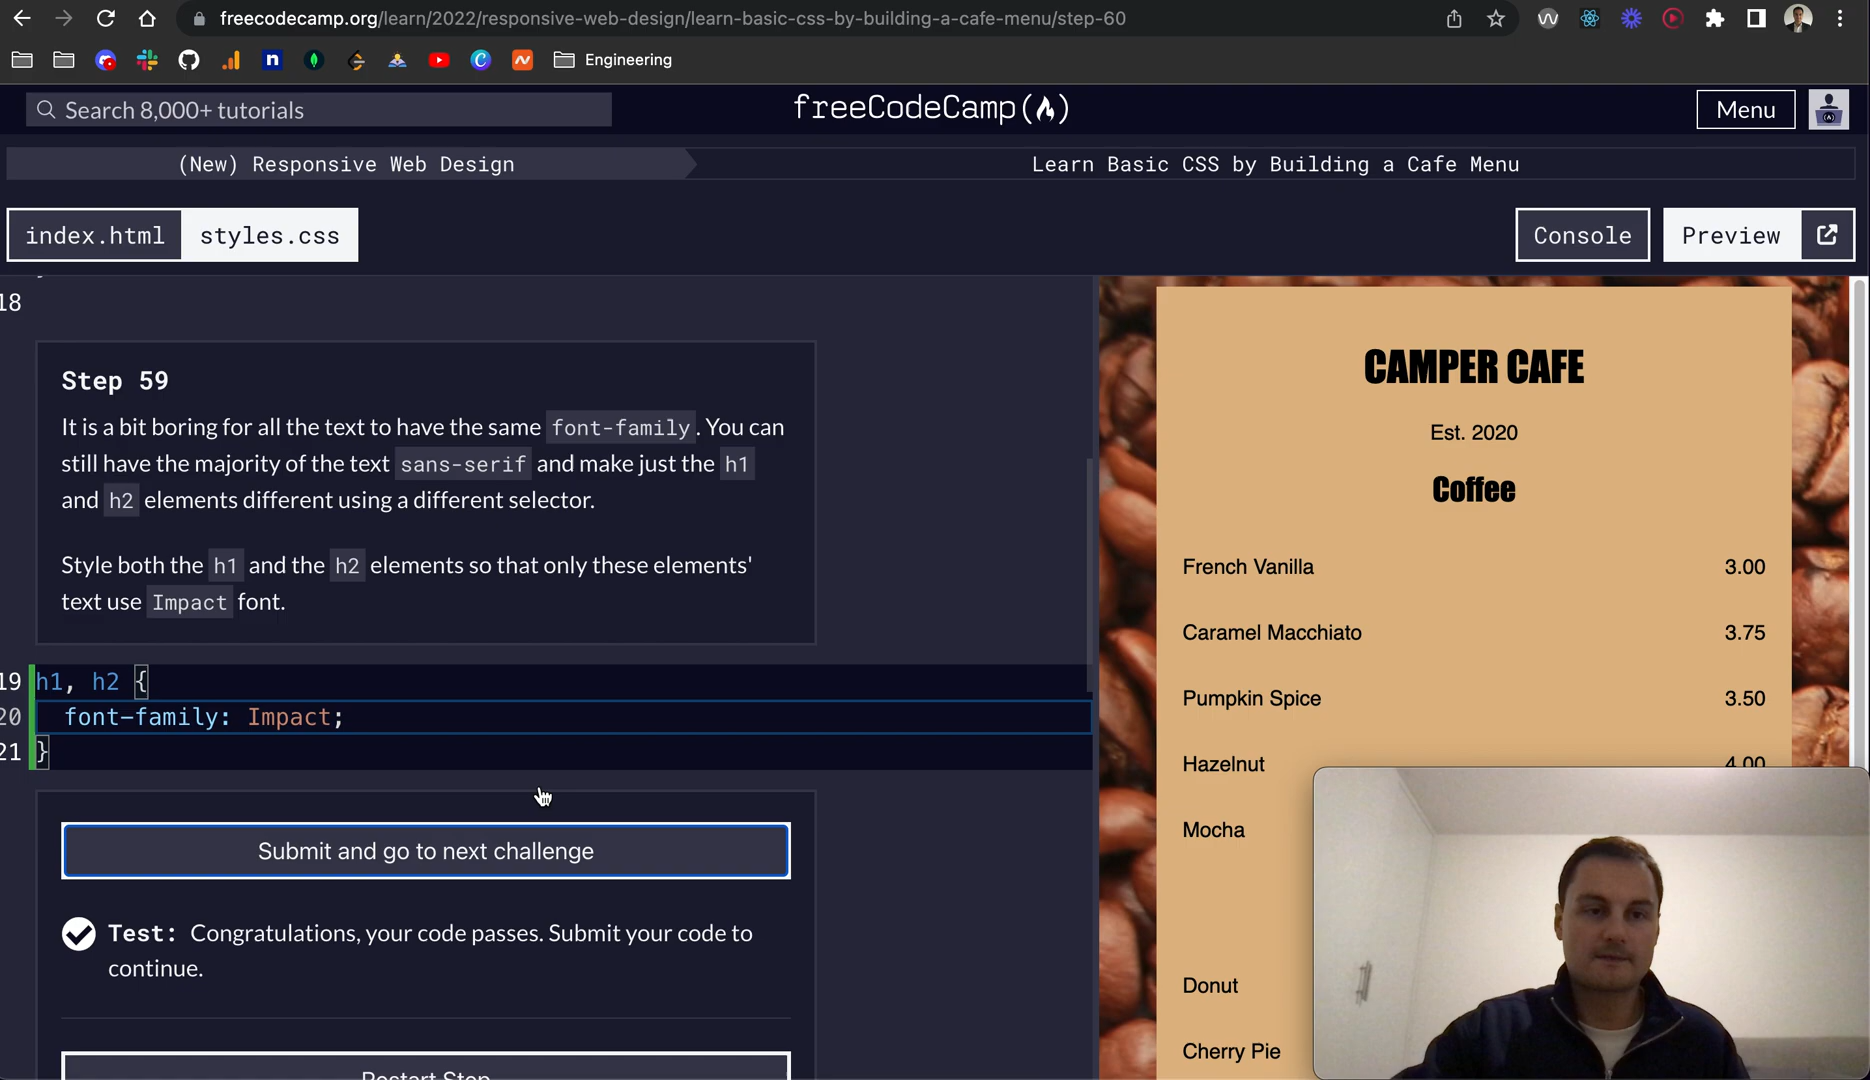 freecodecamp.org/learn/2022/responsive-web-design/learn-basic-css-by-building-a-cafe-menu/step-60
Engineering
Search 8,000+ tutorials
freeCodeCamp
Menu
(New) Responsive Web Design
Learn Basic CSS by Building a Cafe Menu
index.html
styles.css
Console
Preview
18
Step 59
It is a bit boring for all the text to have the same font-family. You can
still have the majority of the text sans-serif and make just the h1
and h2 elements different using a different selector.
Style both the h1 and the h2 elements so that only these elements'
text use Impact font.
19 h1, h2 {
20 font-family: Impact;
21 }
Submit and go to next challenge
Test: Congratulations, your code passes. Submit your code to
continue.
Restart Step
CAMPER CAFE
Est. 2020
Coffee
French Vanilla 3.00
Caramel Macchiato 3.75
Pumpkin Spice 3.50
Hazelnut 4.00
Mocha
Donut
Cherry Pie